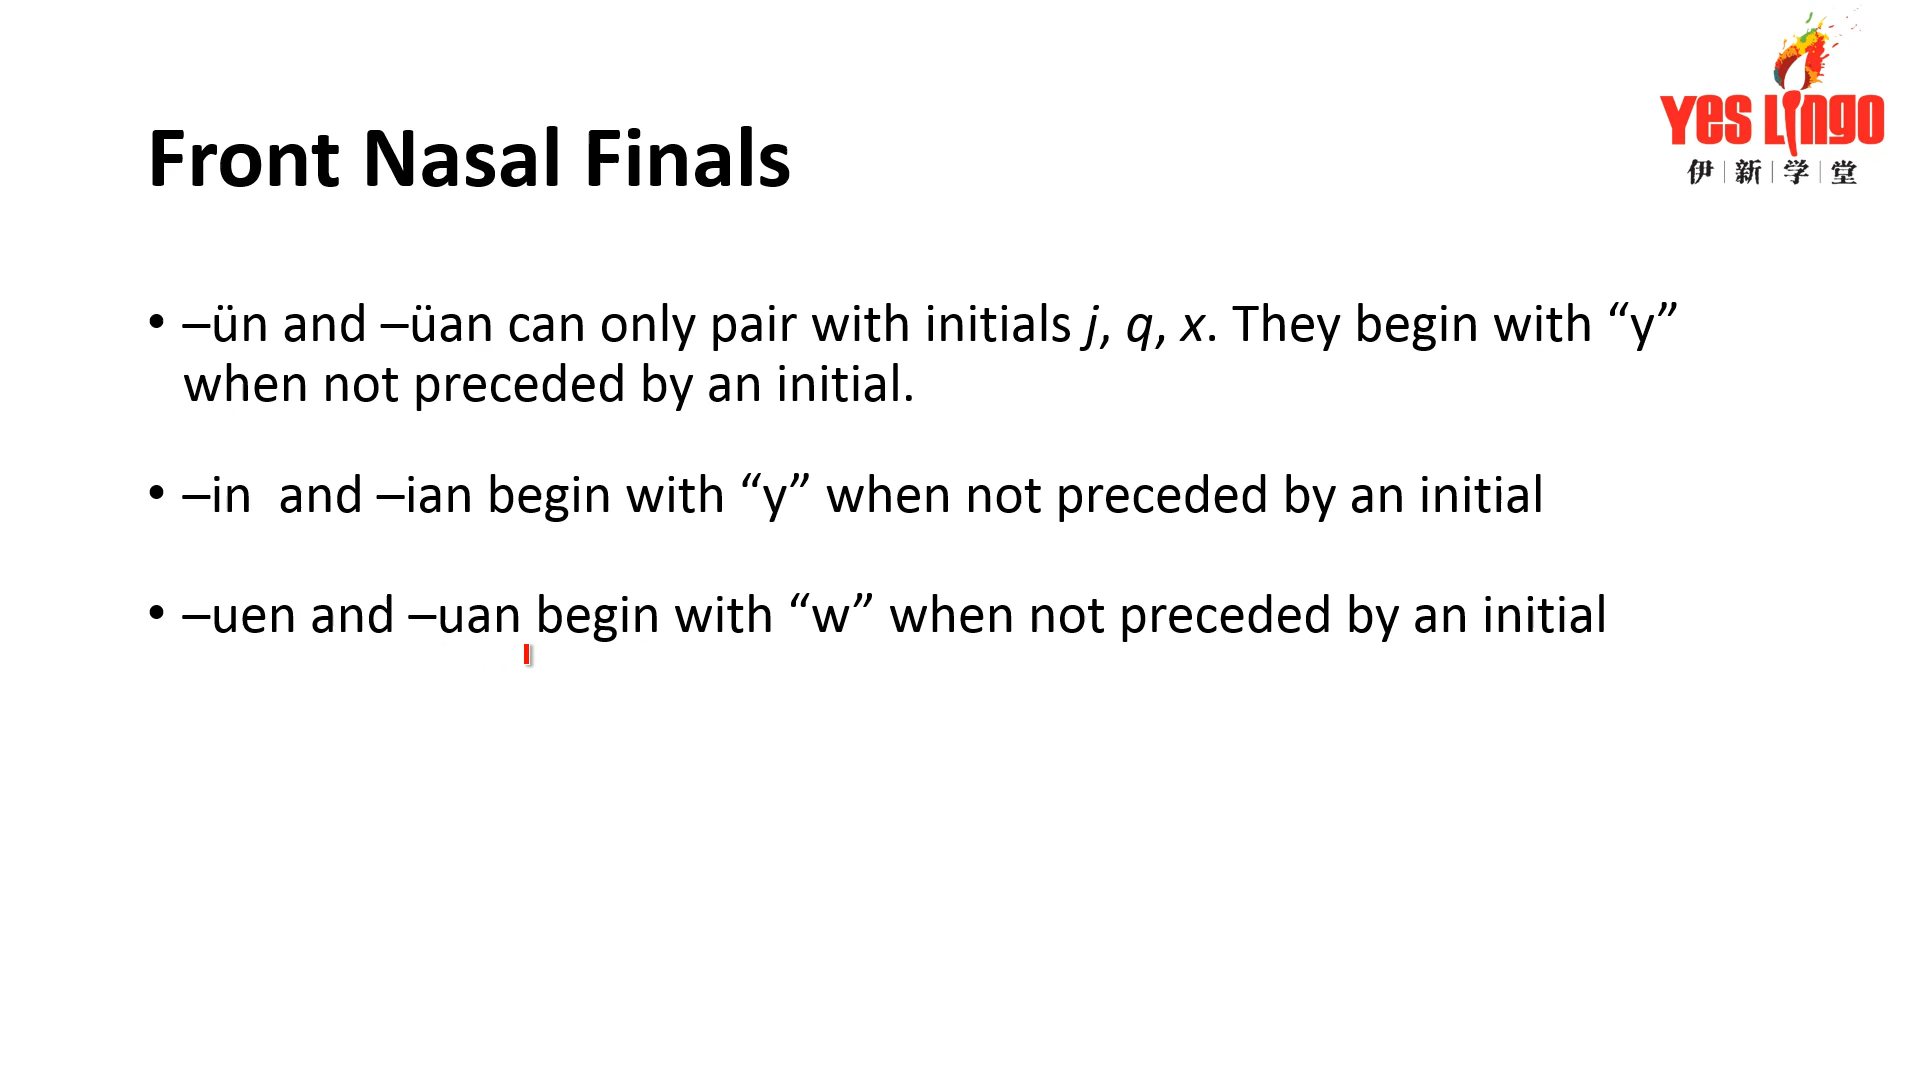 Yes Lingo
伊|新|学|堂
Front Nasal Finals
• –ün and –üan can only pair with initials j, q, x. They begin with “y”
when not preceded by an initial.
• –in  and –ian begin with “y” when not preceded by an initial
• –uen and –uan begin with “w” when not preceded by an initial